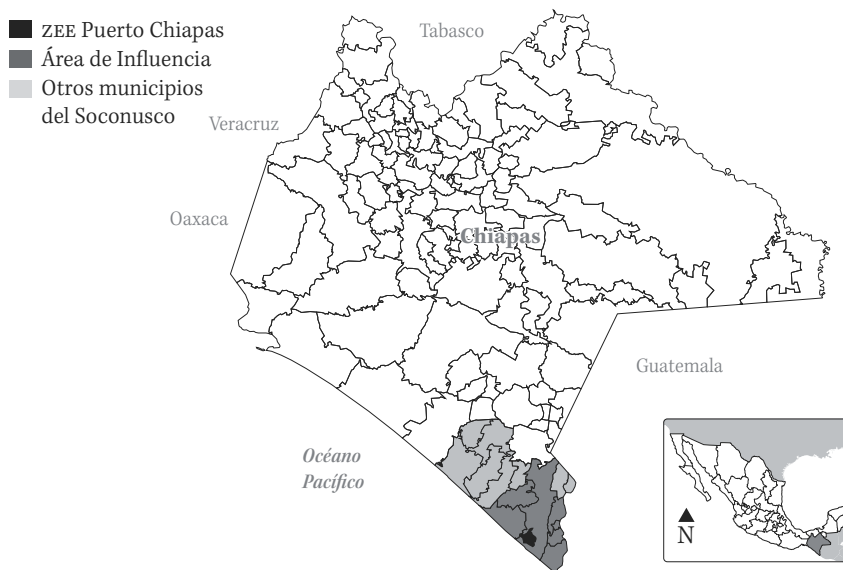 ZEE Puerto Chiapas
Área de Influencia
Otros municipios
del Soconusco
Tabasco
Veracruz
Oaxaca
Chiapas
Guatemala
Océano
Pacífico
N